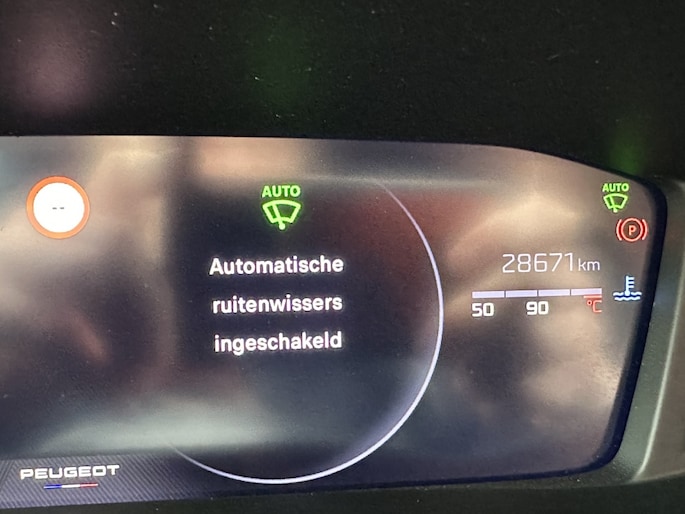 --
AUTO
AUTO
Automatische
ruitenwissers
ingeschakeld
P
28671 km
50 90 °C
PEUGEOT